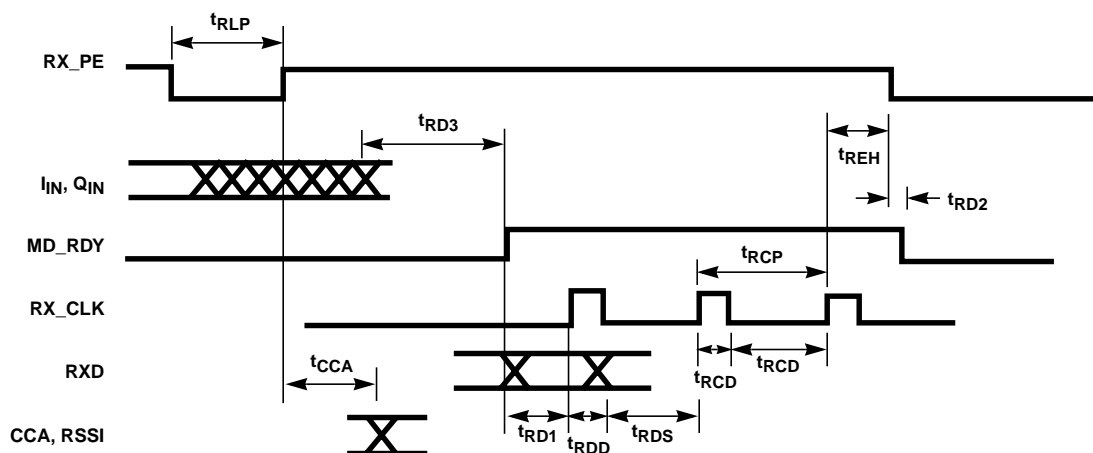 tRLP
RX_PE
tRD3
tREH
IIN, QIN
tRD2
MD_RDY
tRCP
RX_CLK
tCCA
RXD
tRCD
tRCD
tRD1
tRDD
tRDS
CCA, RSSI